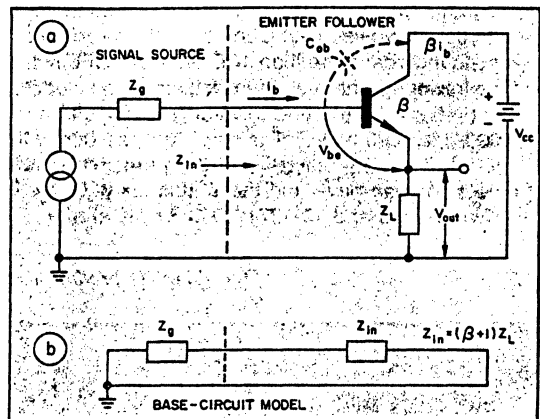 a
EMITTER FOLLOWER
SIGNAL SOURCE
C_ob
βi_b
Z_g
i_b
β
+
-
V_cc
Z_in
V_be
Z_L
V_out
b
Z_g
Z_in
Z_in = (β+1) Z_L
BASE-CIRCUIT MODEL